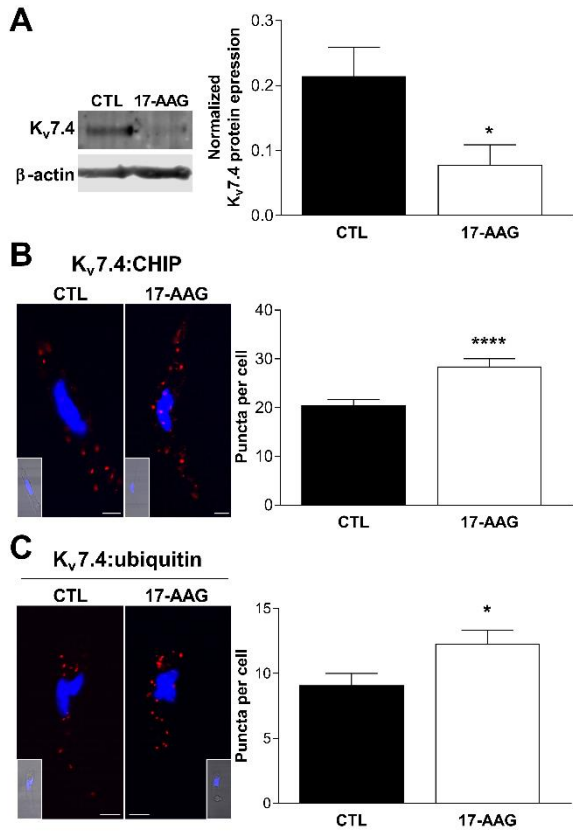 A
CTL 17-AAG
Kv7.4
β-actin
Normalized
Kv7.4 protein epression
0.3
0.2
0.1
0.0
*
CTL 17-AAG
B
Kv7.4:CHIP
CTL 17-AAG
Puncta per cell
40
30
20
10
0
****
CTL 17-AAG
C
Kv7.4:ubiquitin
CTL 17-AAG
Puncta per cell
15
10
5
0
*
CTL 17-AAG